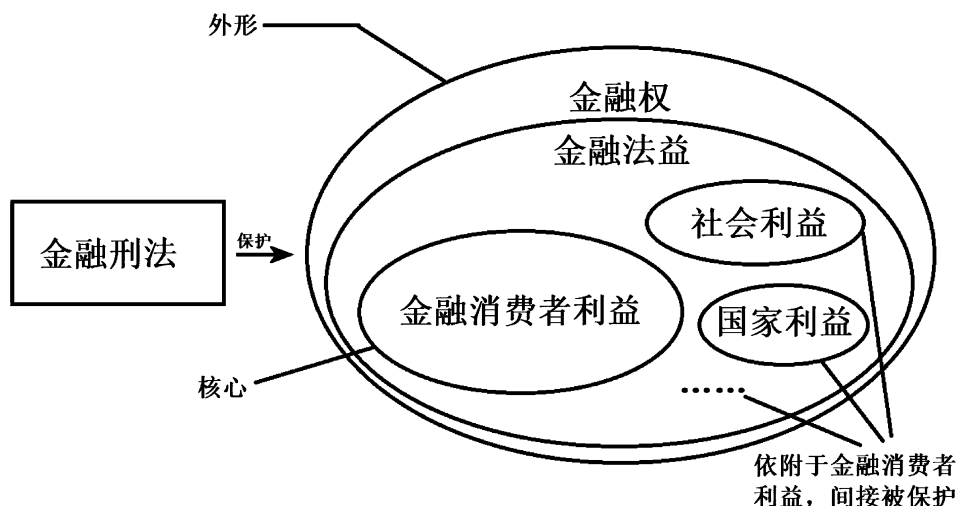 外形
金融权
金融法益
社会利益
金融刑法
保护
金融消费者利益
国家利益
核心
……
依附于金融消费者
利益，间接被保护